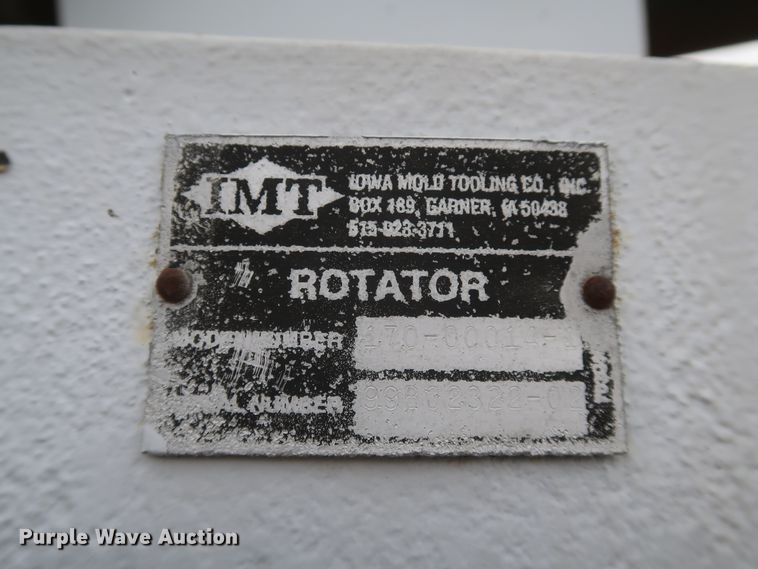 IMT
IOWA MOLD TOOLING CO., INC.
BOX 189, GARNER, IA 50438
515-923-3711
ROTATOR
MODEL NUMBER
SERIAL NUMBER
Purple Wave Auction